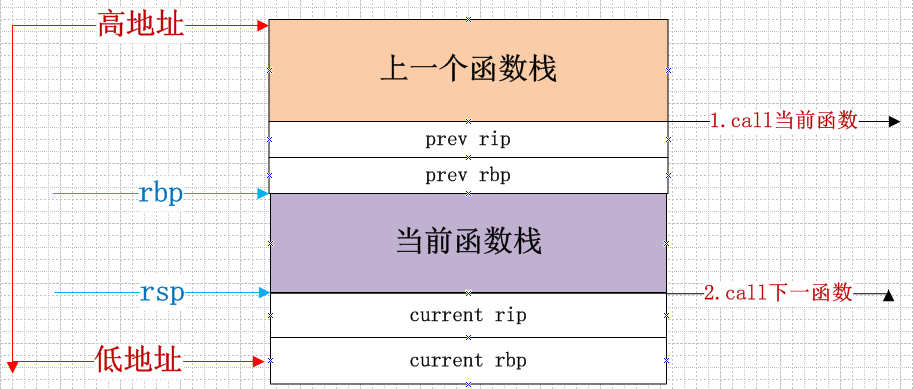 高地址
上一个函数栈
1.call当前函数
prev rip
prev rbp
rbp
当前函数栈
rsp
2.call下一函数
current rip
低地址
current rbp